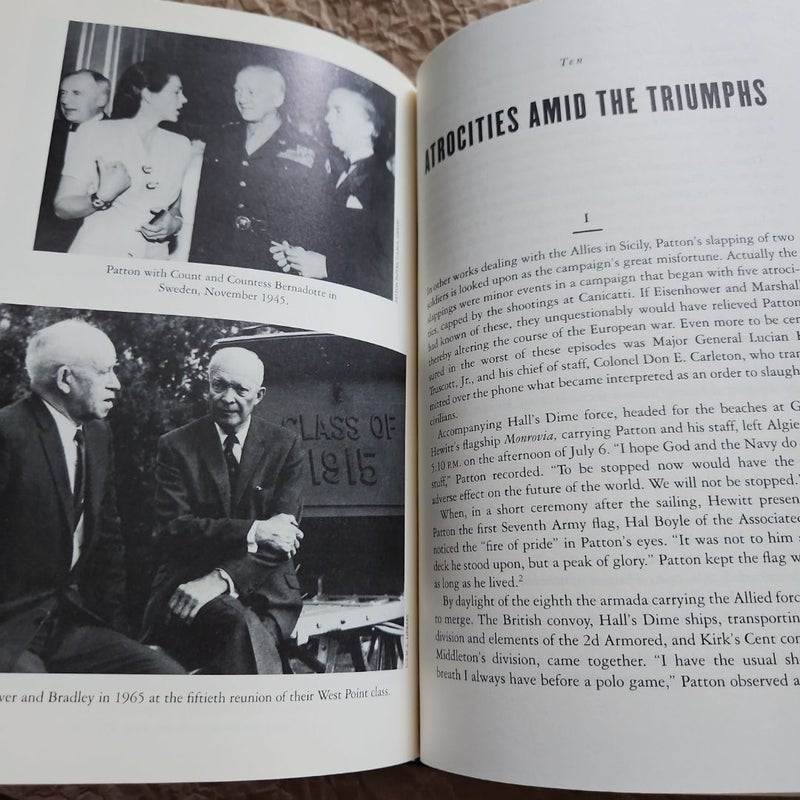 Patton with Count and Countess Bernadotte in
Sweden, November 1945.
CLASS OF
1915
ver and Bradley in 1965 at the fiftieth reunion of their West Point class.
Ten
ATROCITIES AMID THE TRIUMPHS
I
In other works dealing with the Allies in Sicily, Patton's slapping of two
soldiers is looked upon as the campaign's great misfortune. Actually the
slappings were minor events in a campaign that began with five atroci-
ties, capped by the shootings at Canicatti. If Eisenhower and Marshall
had known of these, they unquestionably would have relieved Patton
thereby altering the course of the European war. Even more to be cen
sured in the worst of these episodes was Major General Lucian
Truscott, Jr., and his chief of staff, Colonel Don E. Carleton, who tran
mitted over the phone what became interpreted as an order to slaugh
civilians.
Accompanying Hall's Dime force, headed for the beaches at G
Hewitt's flagship Monrovia, carrying Patton and his staff, left Algie
5:10 P.M. on the afternoon of July 6. "I hope God and the Navy do
stuff," Patton recorded. "To be stopped now would have the
adverse effect on the future of the world. We will not be stopped."
When, in a short ceremony after the sailing, Hewitt presen
Patton the first Seventh Army flag, Hal Boyle of the Associated
noticed the "fire of pride" in Patton's eyes. "It was not to him
deck he stood upon, but a peak of glory." Patton kept the flag w
as long as he lived.2
By daylight of the eighth the armada carrying the Allied forc
to merge. The British convoy, Hall's Dime ships, transportin
division and elements of the 2d Armored, and Kirk's Cent con
Middleton's division, came together. "I have the usual sh
breath I always have before a polo game," Patton observed a